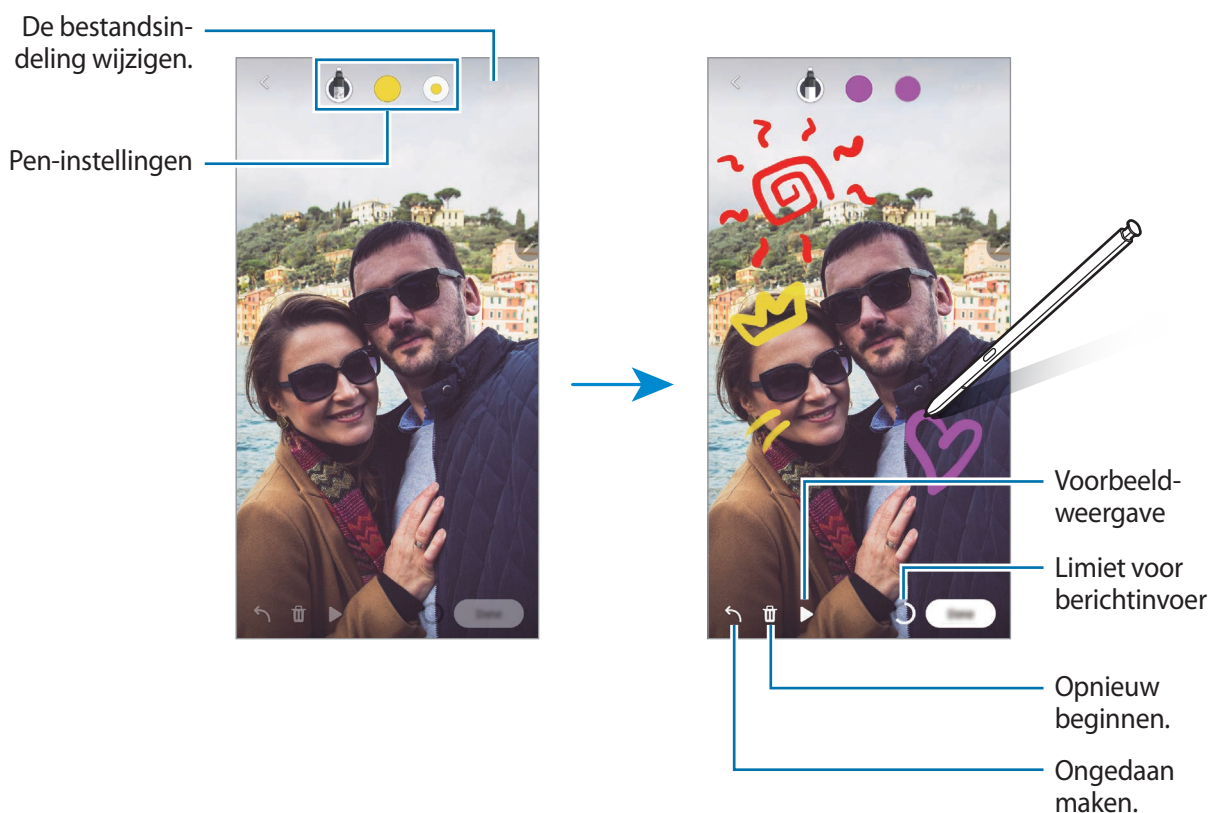 De bestandsin-
deling wijzigen.
Pen-instellingen
Voorbeeld-
weergave
Limiet voor
berichtinvoer
Opnieuw
beginnen.
Ongedaan
maken.